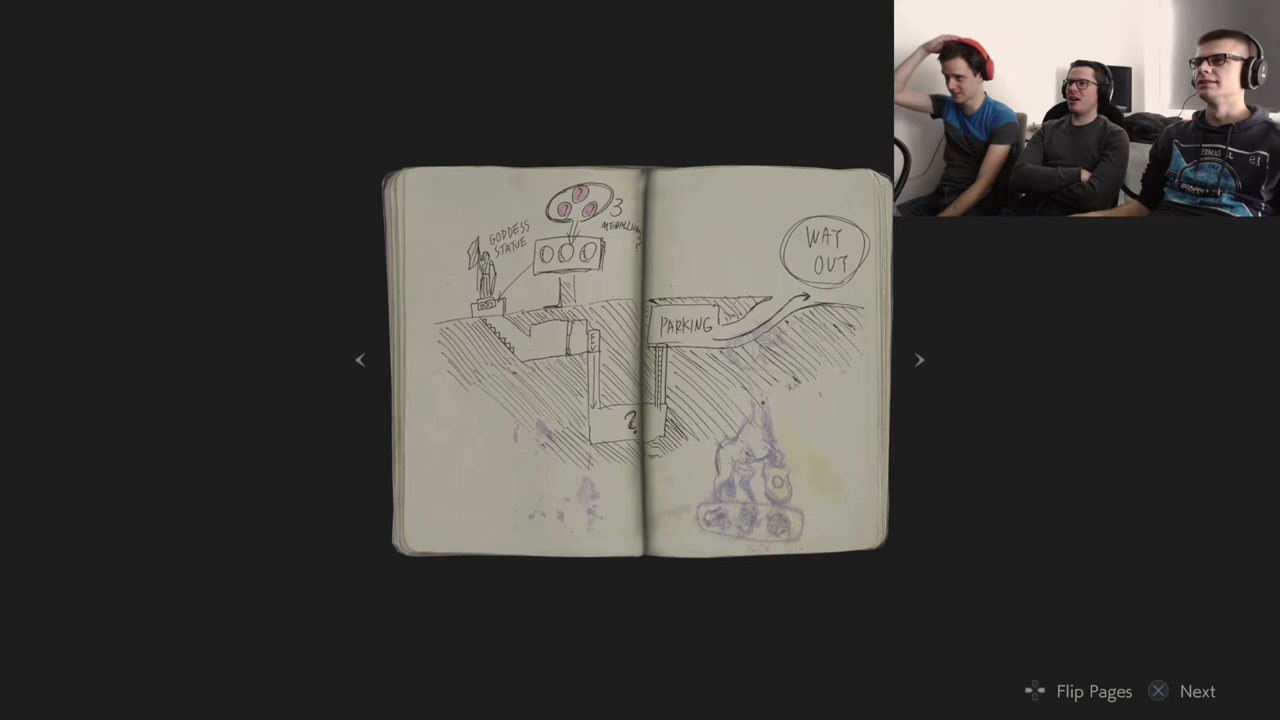 3
MEDALLIONS
?
GODDESS
STATUE
WAY
OUT
PARKING
?
Flip Pages
Next